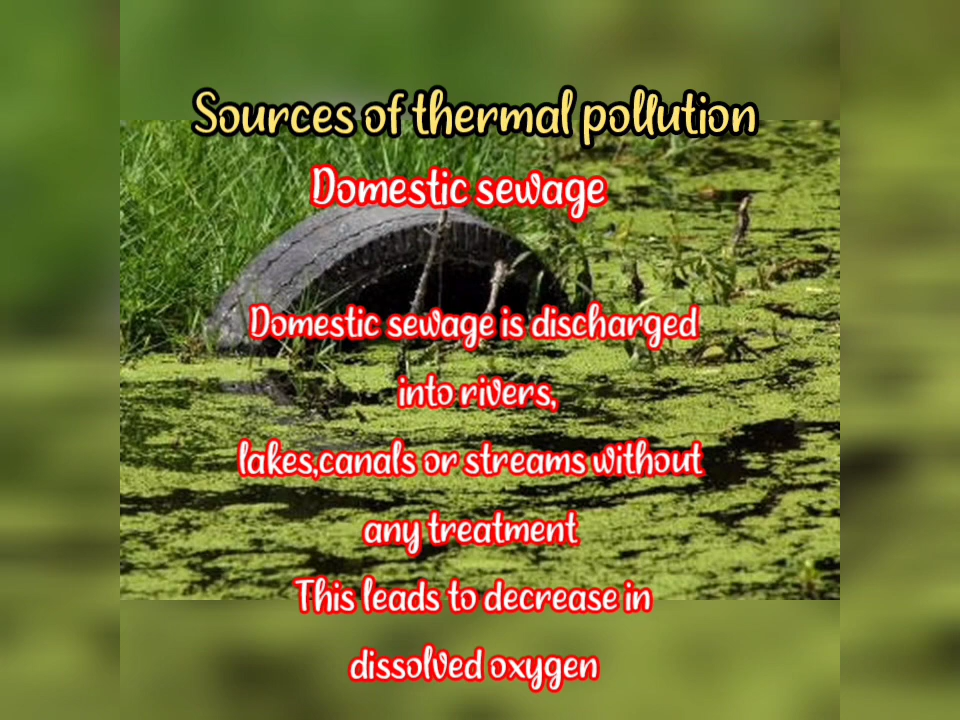 Sources of thermal pollution
Domestic sewage
Domestic sewage is discharged
into rivers,
lakes,canals or streams without
any treatment
This leads to decrease in
dissolved oxygen